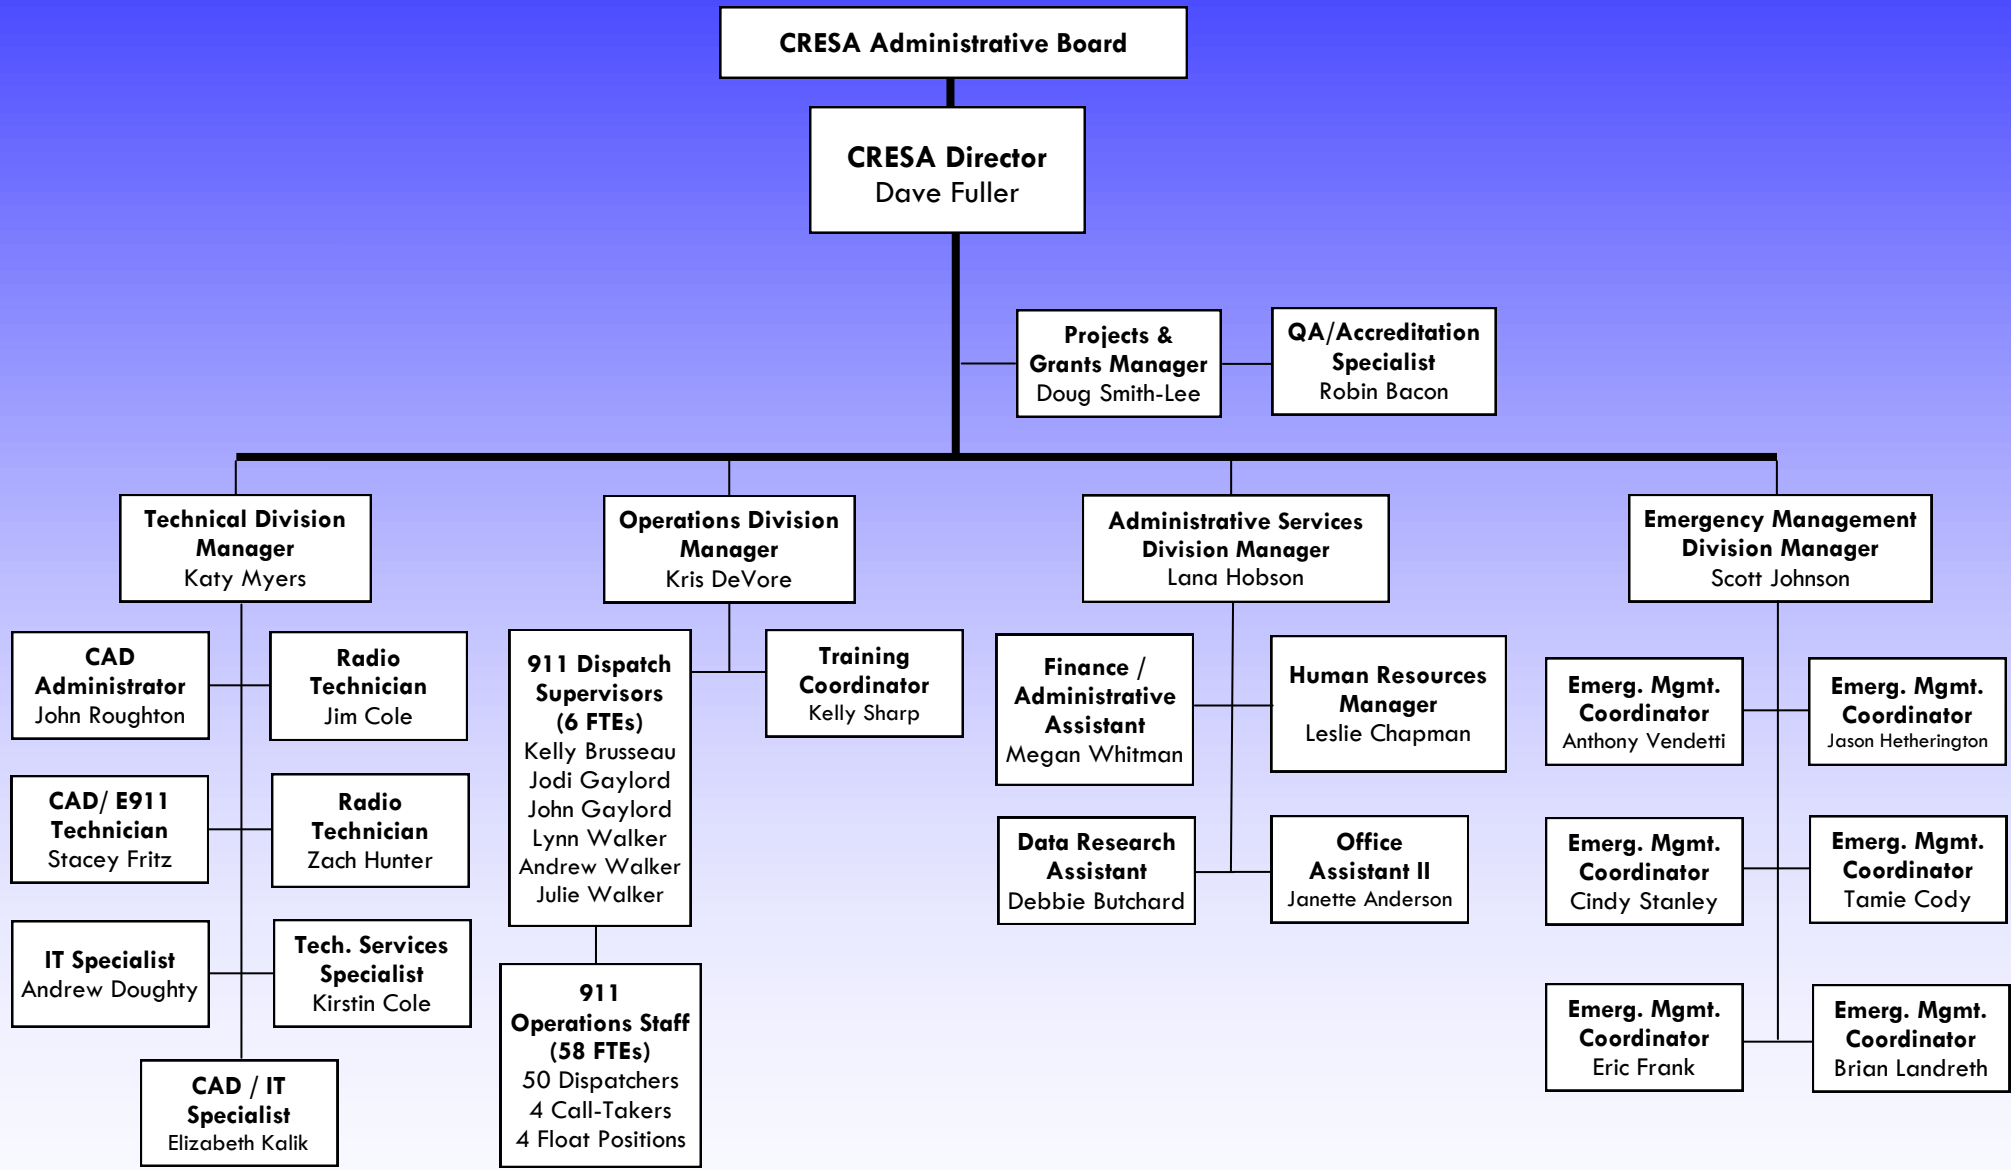 CRESA Administrative Board
CRESA Director
Dave Fuller
Projects &
Grants Manager
Doug Smith-Lee
QA/Accreditation
Specialist
Robin Bacon
Technical Division
Manager
Katy Myers
Operations Division
Manager
Kris DeVore
Administrative Services
Division Manager
Lana Hobson
Emergency Management
Division Manager
Scott Johnson
CAD
Administrator
John Roughton
Radio
Technician
Jim Cole
CAD/ E911
Technician
Stacey Fritz
Radio
Technician
Zach Hunter
IT Specialist
Andrew Doughty
Tech. Services
Specialist
Kirstin Cole
CAD / IT
Specialist
Elizabeth Kalik
911 Dispatch
Supervisors
(6 FTEs)
Kelly Brusseau
Jodi Gaylord
John Gaylord
Lynn Walker
Andrew Walker
Julie Walker
Training
Coordinator
Kelly Sharp
911
Operations Staff
(58 FTEs)
50 Dispatchers
4 Call-Takers
4 Float Positions
Finance /
Administrative
Assistant
Megan Whitman
Human Resources
Manager
Leslie Chapman
Data Research
Assistant
Debbie Butchard
Office
Assistant II
Janette Anderson
Emerg. Mgmt.
Coordinator
Anthony Vendetti
Emerg. Mgmt.
Coordinator
Jason Hetherington
Emerg. Mgmt.
Coordinator
Cindy Stanley
Emerg. Mgmt.
Coordinator
Tamie Cody
Emerg. Mgmt.
Coordinator
Eric Frank
Emerg. Mgmt.
Coordinator
Brian Landreth